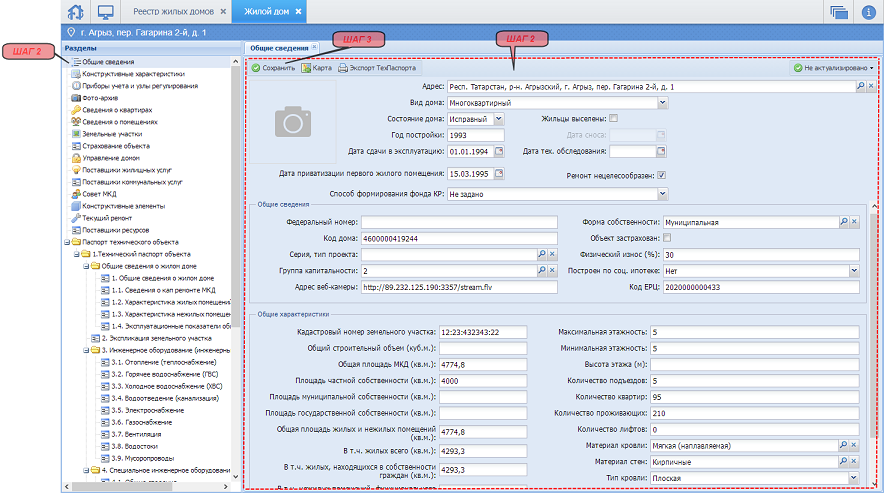 Реестр жилых домов
Жилой дом
г. Агрыз, пер. Гагарина 2-й, д. 1
ШАГ 2
ШАГ 3
ШАГ 2
Разделы
Общие сведения
Конструктивные характеристики
Приборы учета и узлы регулирования
Фото-архив
Сведения о квартирах
Сведения о помещениях
Земельные участки
Страхование объекта
Управление домом
Поставщики жилищных услуг
Поставщики коммунальных услуг
Совет МКД
Конструктивные элементы
Текущий ремонт
Поставщики ресурсов
Паспорт технического объекта
1.Технический паспорт объекта
Общие сведения о жилом доме
1. Общие сведения о жилом доме
1.1. Сведения о кап ремонте МКД
1.2. Характеристика жилых помещений
1.3. Характеристика нежилых помещен
1.4. Эксплуатационные показатели об
2. Экспликация земельного участка
3. Инженерное оборудование (инженерны
3.1. Отопление (теплоснабжение)
3.2. Горячее водоснабжение (ГВС)
3.3. Холодное водоснабжение (ХВС)
3.4. Водоотведение (канализация)
3.5. Электроснабжение
3.6. Газоснабжение
3.7. Вентиляция
3.8. Водостоки
3.9. Мусоропроводы
4. Специальное инженерное оборудовани
Общие сведения
Сохранить Карта Экспорт ТехПаспорта Не актуализировано
Адрес: Респ. Татарстан, р-н. Агрызский, г. Агрыз, пер. Гагарина 2-й, д. 1
Вид дома: Многоквартирный
Состояние дома: Исправный Жильцы выселены:
Год постройки: 1993 Дата сноса:
Дата сдачи в эксплуатацию: 01.01.1994 Дата тех. обследования:
Дата приватизации первого жилого помещения: 15.03.1995 Ремонт нецелесообразен:
Способ формирования фонда КР: Не задано
Общие сведения
Федеральный номер: Форма собственности: Муниципальная
Код дома: 4600000419244 Объект застрахован:
Серия, тип проекта: Физический износ (%): 30
Группа капитальности: 2 Построен по соц. ипотеке: Нет
Адрес веб-камеры: http://89.232.125.190:3357/stream.flv Код ЕРЦ: 2020000000433
Общие характеристики
Кадастровый номер земельного участка: 12:23:432343:22 Максимальная этажность: 5
Общий строительный объем (куб.м.): Минимальная этажность: 5
Общая площадь МКД (кв.м.): 4774,8 Высота этажа (м):
Площадь частной собственности (кв.м.): 4000 Количество подъездов: 5
Площадь муниципальной собственности (кв.м.): Количество квартир: 95
Площадь государственной собственности (кв.м.): Количество проживающих: 210
Общая площадь жилых и нежилых помещений (кв.м.): 4774,8 Количество лифтов: 0
В т.ч. жилых всего (кв.м.): 4293,3 Материал кровли: Мягкая (наплавляемая)
В т.ч. жилых, находящихся в собственности граждан (кв.м.): 4293,3 Материал стен: Кирпичные
Тип кровли: Плоская